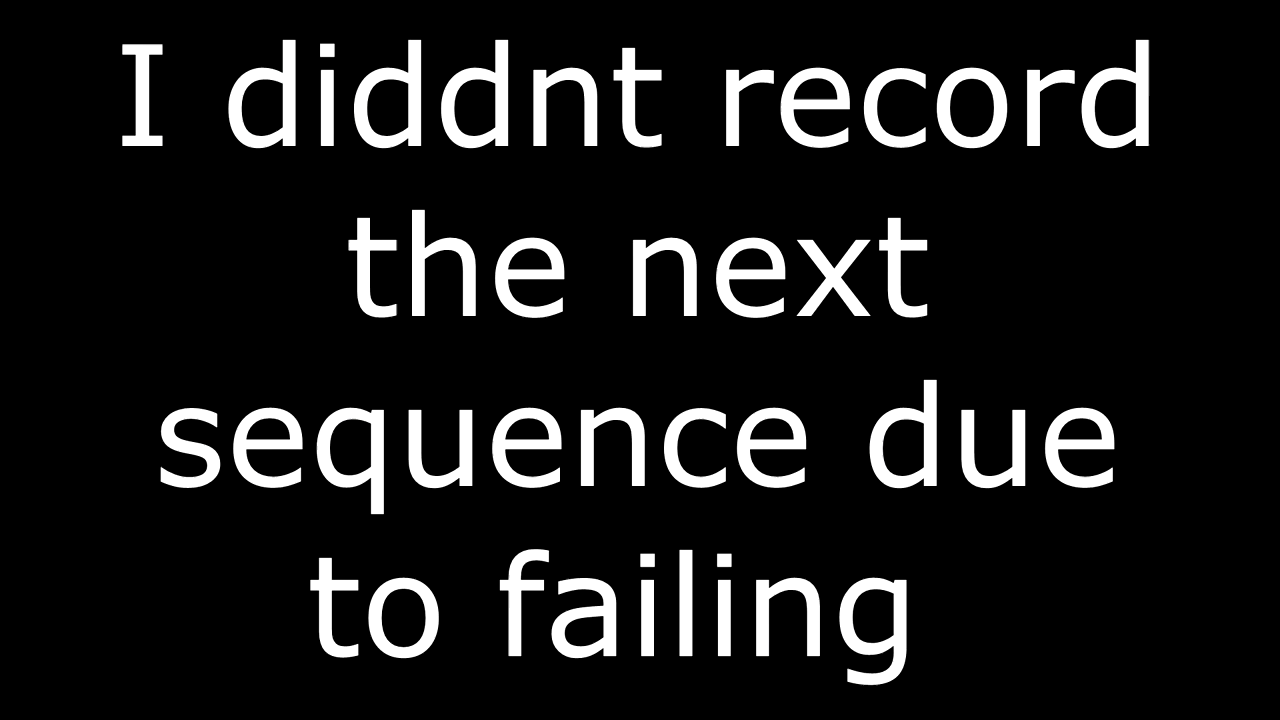 I diddnt record
the next
sequence due
to failing